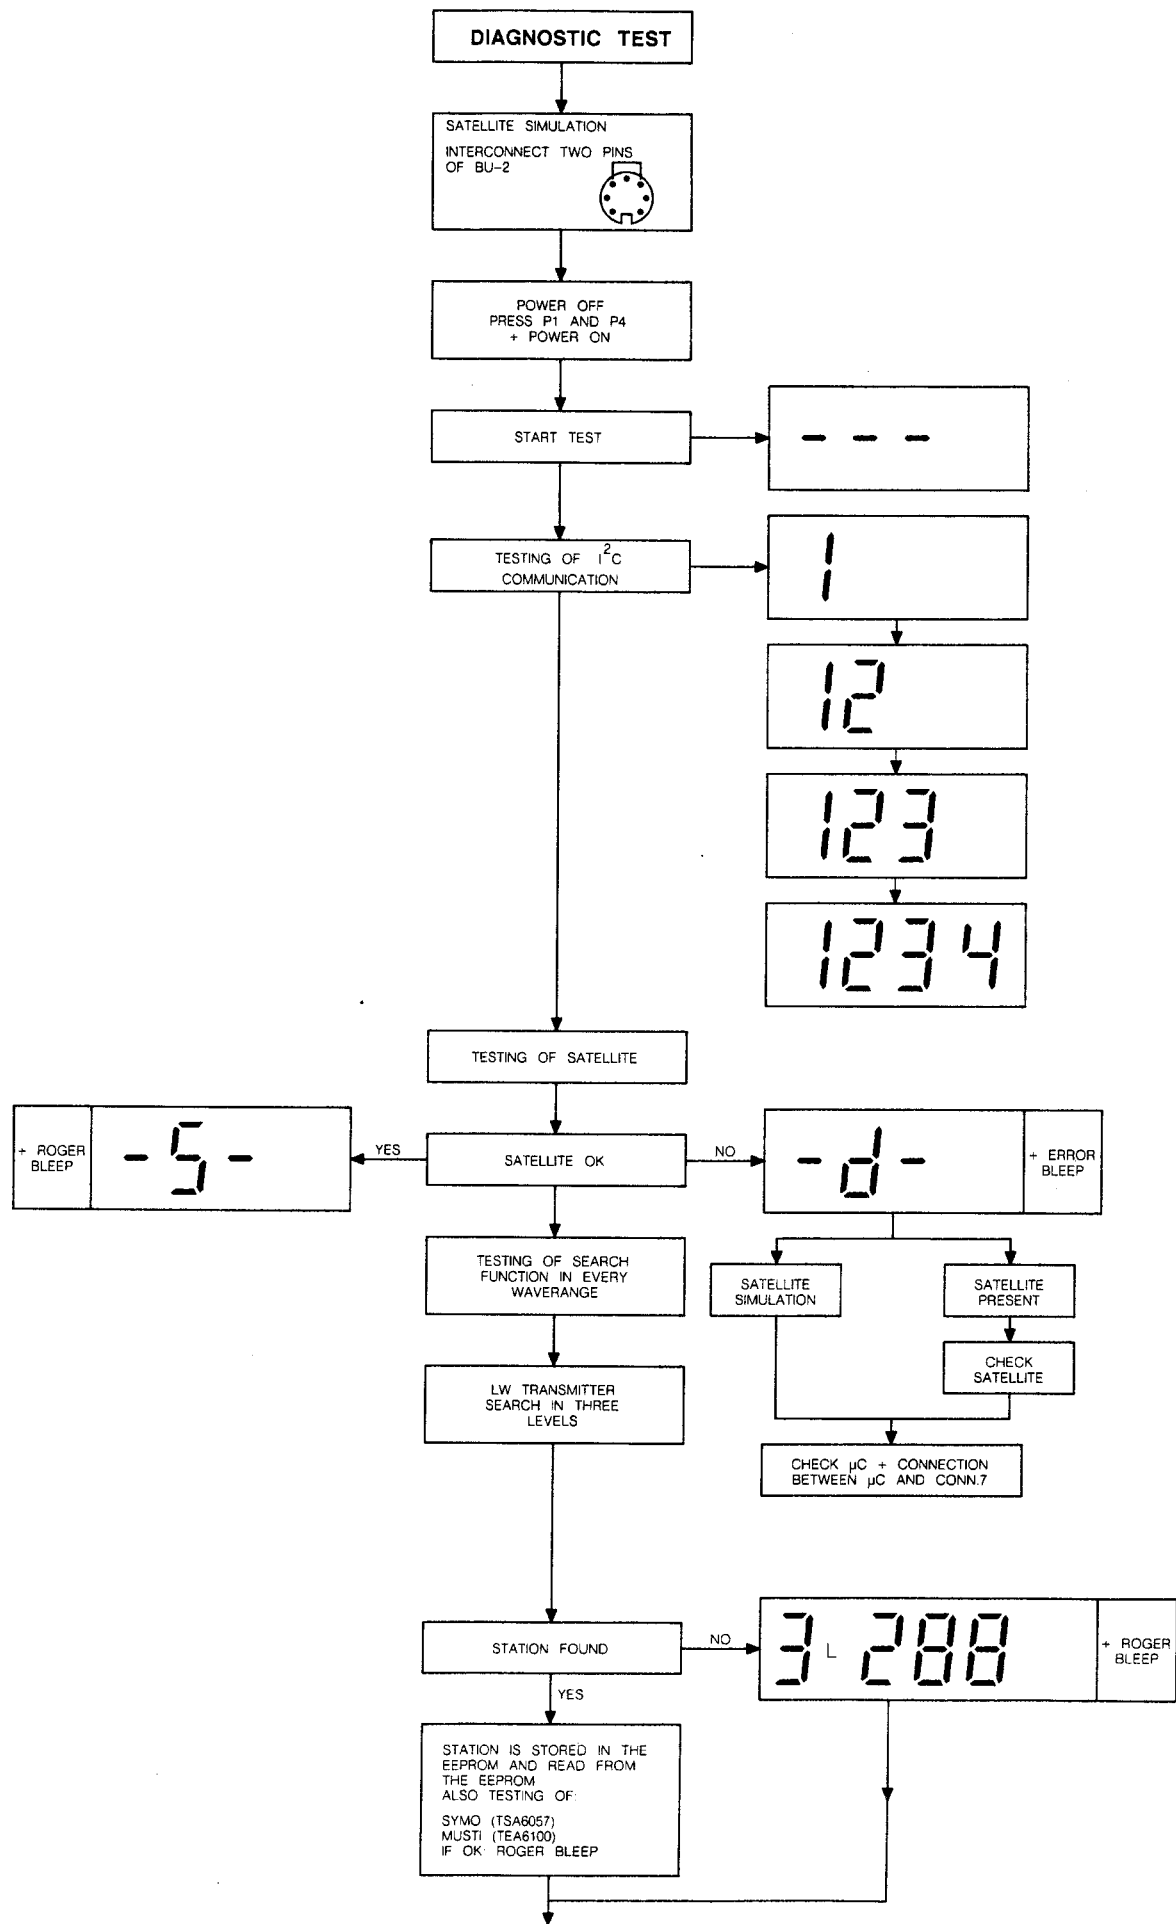 DIAGNOSTIC TEST
SATELLITE SIMULATION
INTERCONNECT TWO PINS
OF BU-2
POWER OFF
PRESS P1 AND P4
+ POWER ON
START TEST
- - -
TESTING OF I²C
COMMUNICATION
1
12
123
1234
TESTING OF SATELLITE
+ ROGER
BLEEP
-S-
YES
SATELLITE OK
NO
-d-
+ ERROR
BLEEP
TESTING OF SEARCH
FUNCTION IN EVERY
WAVERANGE
SATELLITE
SIMULATION
SATELLITE
PRESENT
CHECK
SATELLITE
LW TRANSMITTER
SEARCH IN THREE
LEVELS
CHECK µC + CONNECTION
BETWEEN µC AND CONN.7
STATION FOUND
NO
3 L 288
+ ROGER
BLEEP
YES
STATION IS STORED IN THE
EEPROM AND READ FROM
THE EEPROM
ALSO TESTING OF:
SYMO (TSA6057)
MUSTI (TEA6100)
IF OK: ROGER BLEEP